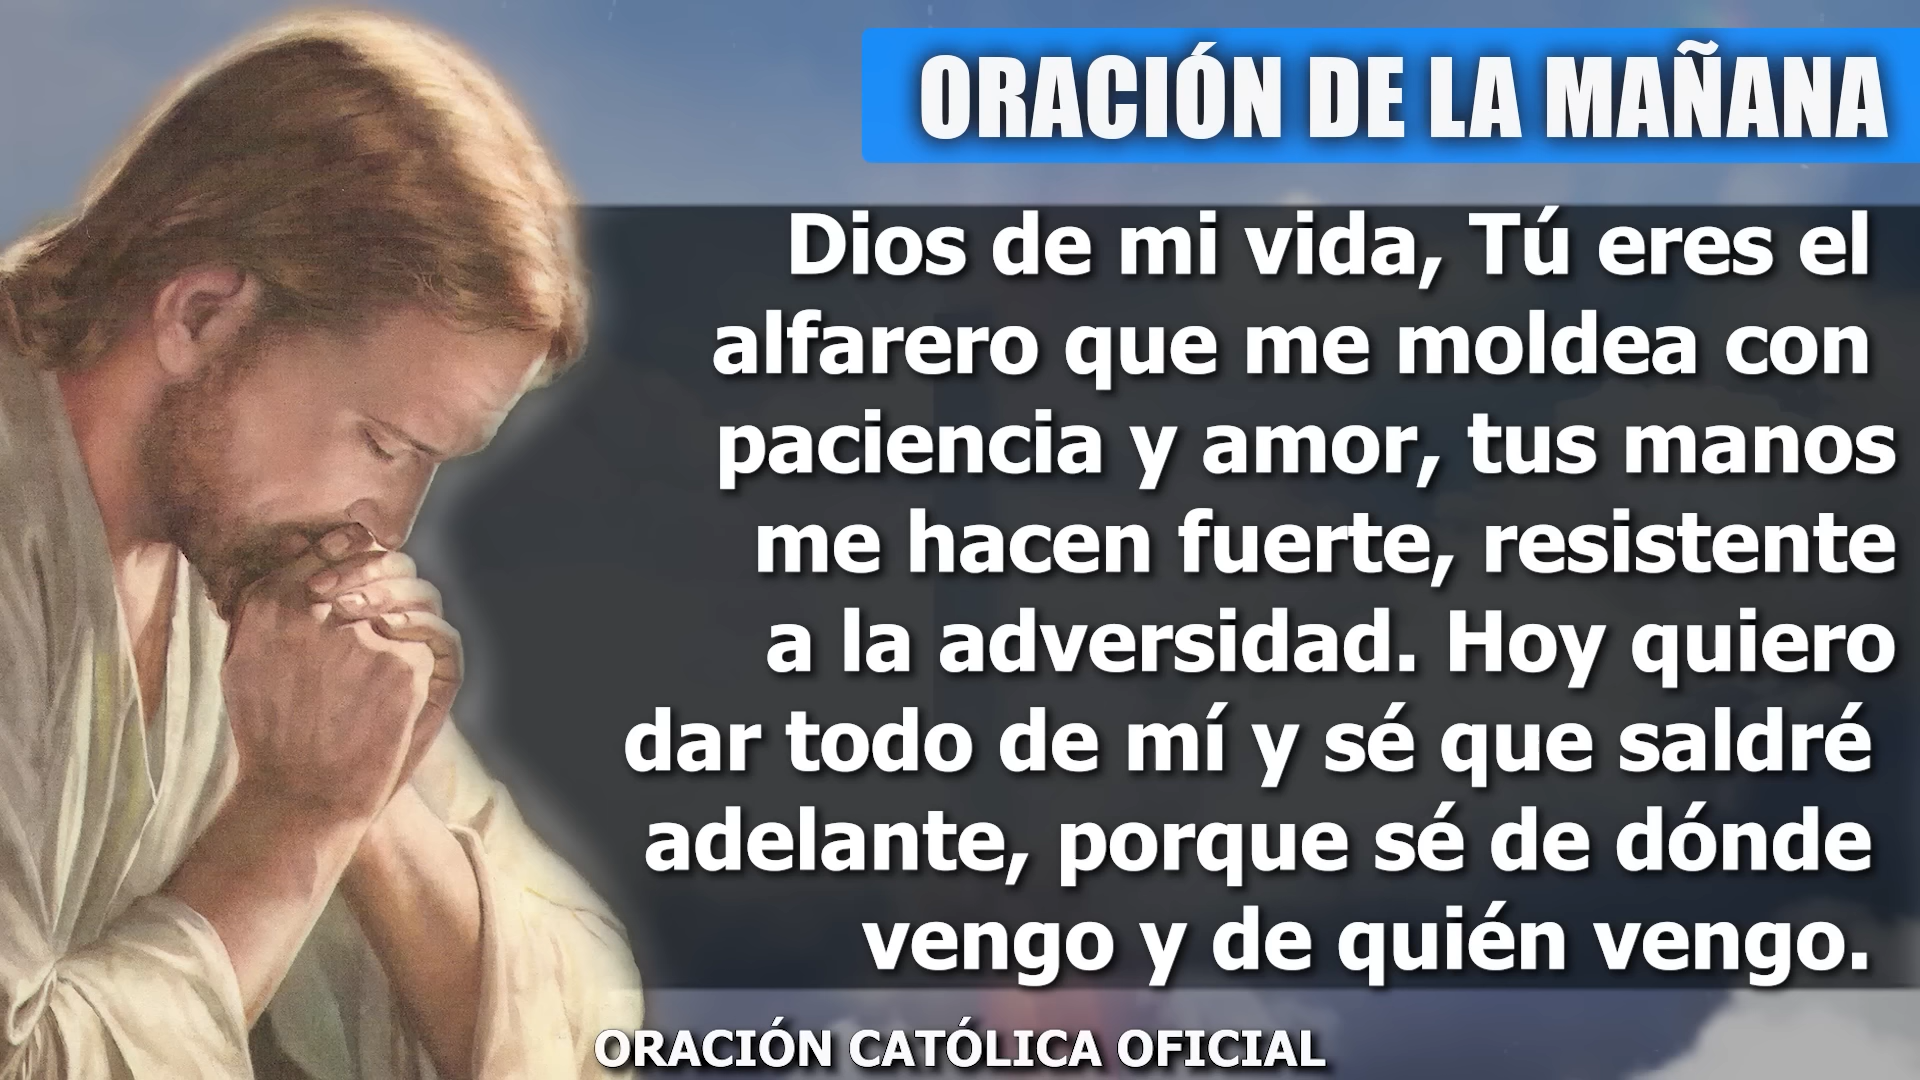 ORACIÓN DE LA MAÑANA
Dios de mi vida, Tú eres el
alfarero que me moldea con
paciencia y amor, tus manos
me hacen fuerte, resistente
a la adversidad. Hoy quiero
dar todo de mí y sé que saldré
adelante, porque sé de dónde
vengo y de quién vengo.
ORACIÓN CATÓLICA OFICIAL